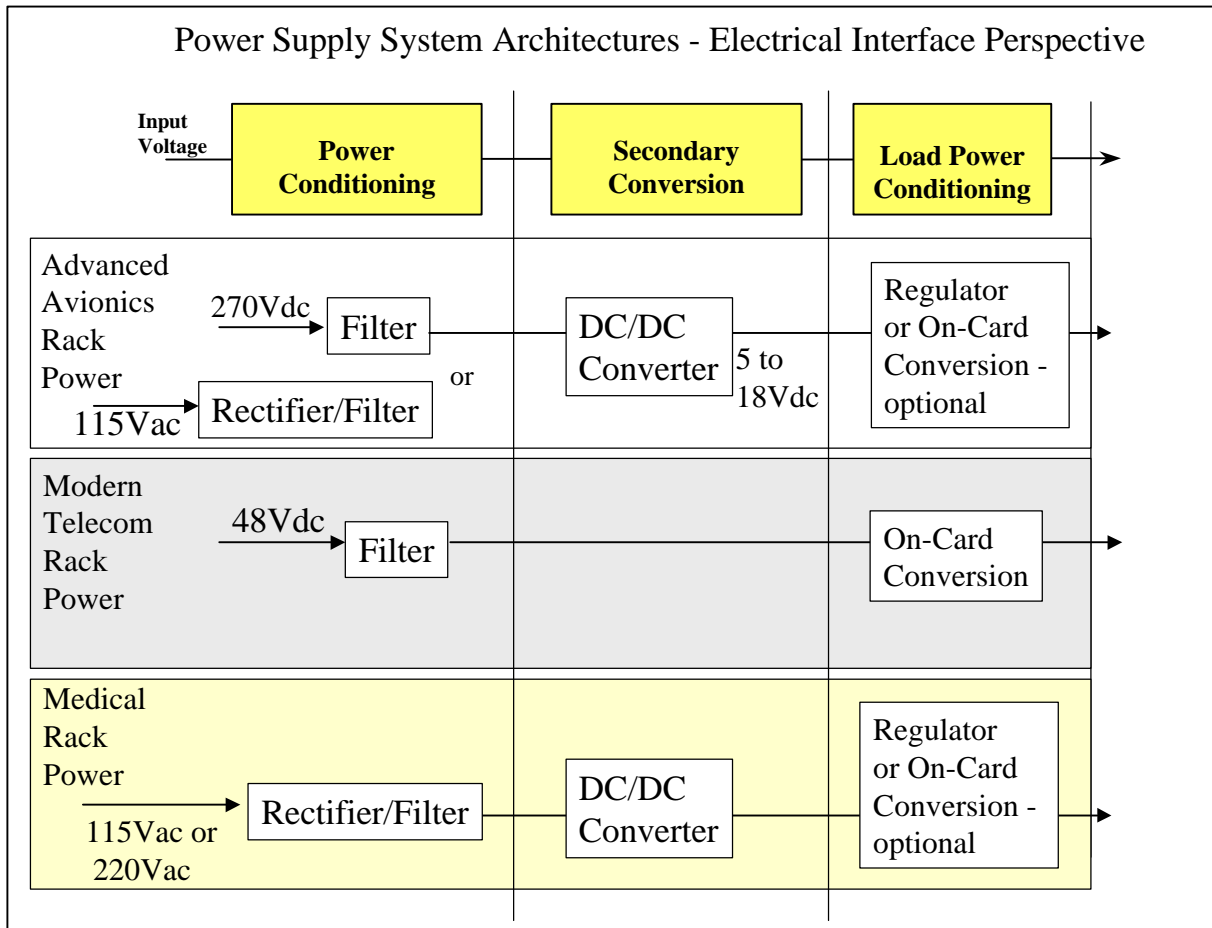 Power Supply System Architectures - Electrical Interface Perspective
Input
Voltage
Power
Conditioning
Secondary
Conversion
Load Power
Conditioning
Advanced
Avionics
Rack
Power
270Vdc
Filter
or
115Vac
Rectifier/Filter
DC/DC
Converter
5 to
18Vdc
Regulator
or On-Card
Conversion -
optional
Modern
Telecom
Rack
Power
48Vdc
Filter
On-Card
Conversion
Medical
Rack
Power
115Vac or
220Vac
Rectifier/Filter
DC/DC
Converter
Regulator
or On-Card
Conversion -
optional